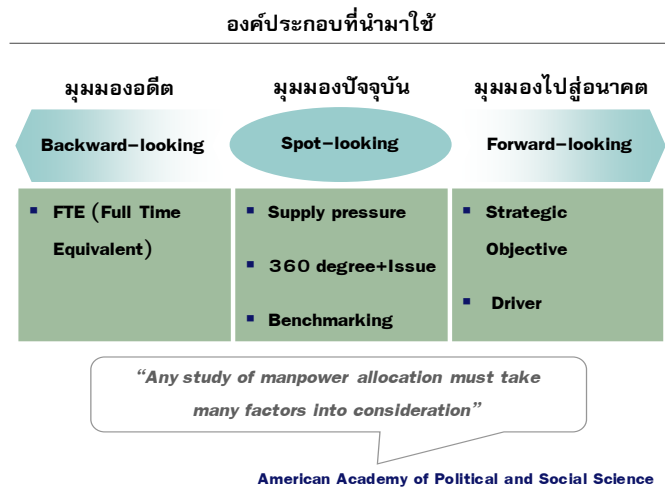 องค์ประกอบที่นำมาใช้
มุมมองอดีต
มุมมองปัจจุบัน
มุมมองไปสู่อนาคต
Backward-looking
Spot-looking
Forward-looking
▪ FTE (Full Time
Equivalent)
▪ Supply pressure
▪ 360 degree+Issue
▪ Benchmarking
▪ Strategic
Objective
▪ Driver
“Any study of manpower allocation must take
many factors into consideration”
American Academy of Political and Social Science